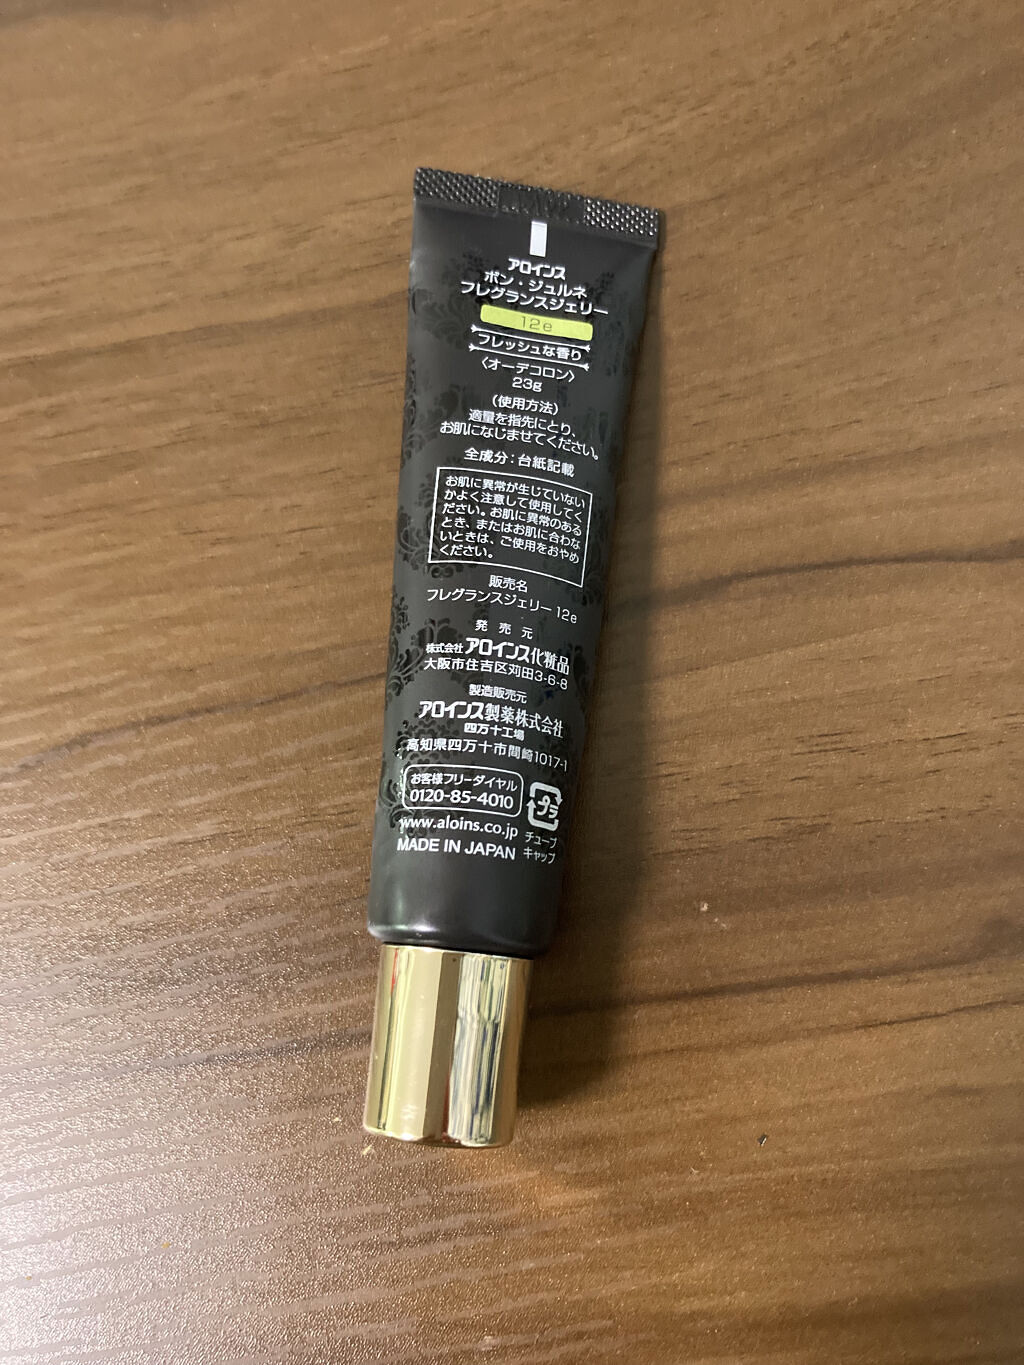 アロインス
ボン・ジュルネ
フレグランスジェリー
12e
フレッシュな香り
〈オーデコロン〉
23g
(使用方法)
適量を指先にとり、
お肌になじませてください。
全成分:台紙記載
お肌に異常が生じていない
かよく注意して使用してく
ださい。お肌に異常のある
とき、またはお肌に合わな
いときは、ご使用をおやめ
ください。
販売名
フレグランスジェリー 12e
発売元
株式会社アロインス化粧品
大阪市住吉区苅田3-6-8
製造販売元
アロインス製薬株式会社
四万十工場
高知県四万十市間崎1017-1
お客様フリーダイヤル
0120-85-4010
プラ
www.aloins.co.jp チューブ
MADE IN JAPAN キャップ